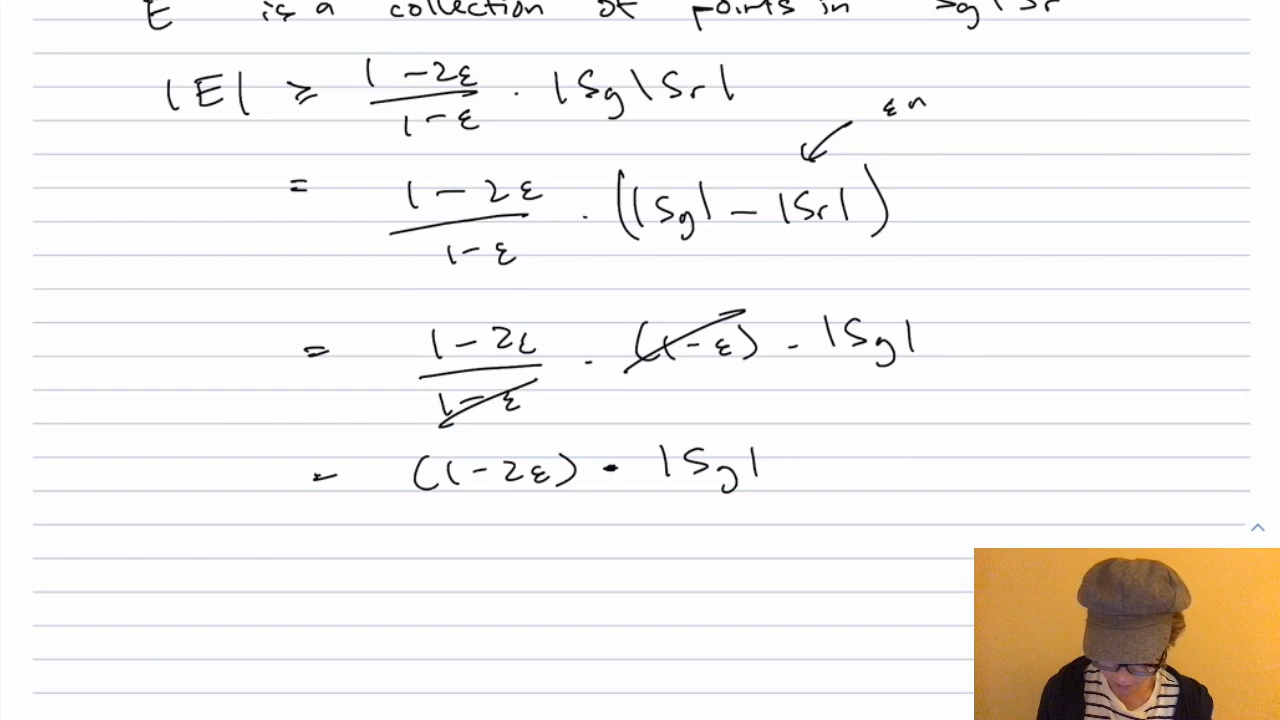 E is a collection of points in Sg\Sr
|E| ≥ (1 - 2ε)/(1 - ε) · |Sg\Sr|
εn
= (1 - 2ε)/(1 - ε) · (|Sg| - |Sr|)
= (1 - 2ε)/(1 - ε) · (1 - ε) · |Sg|
= (1 - 2ε) · |Sg|